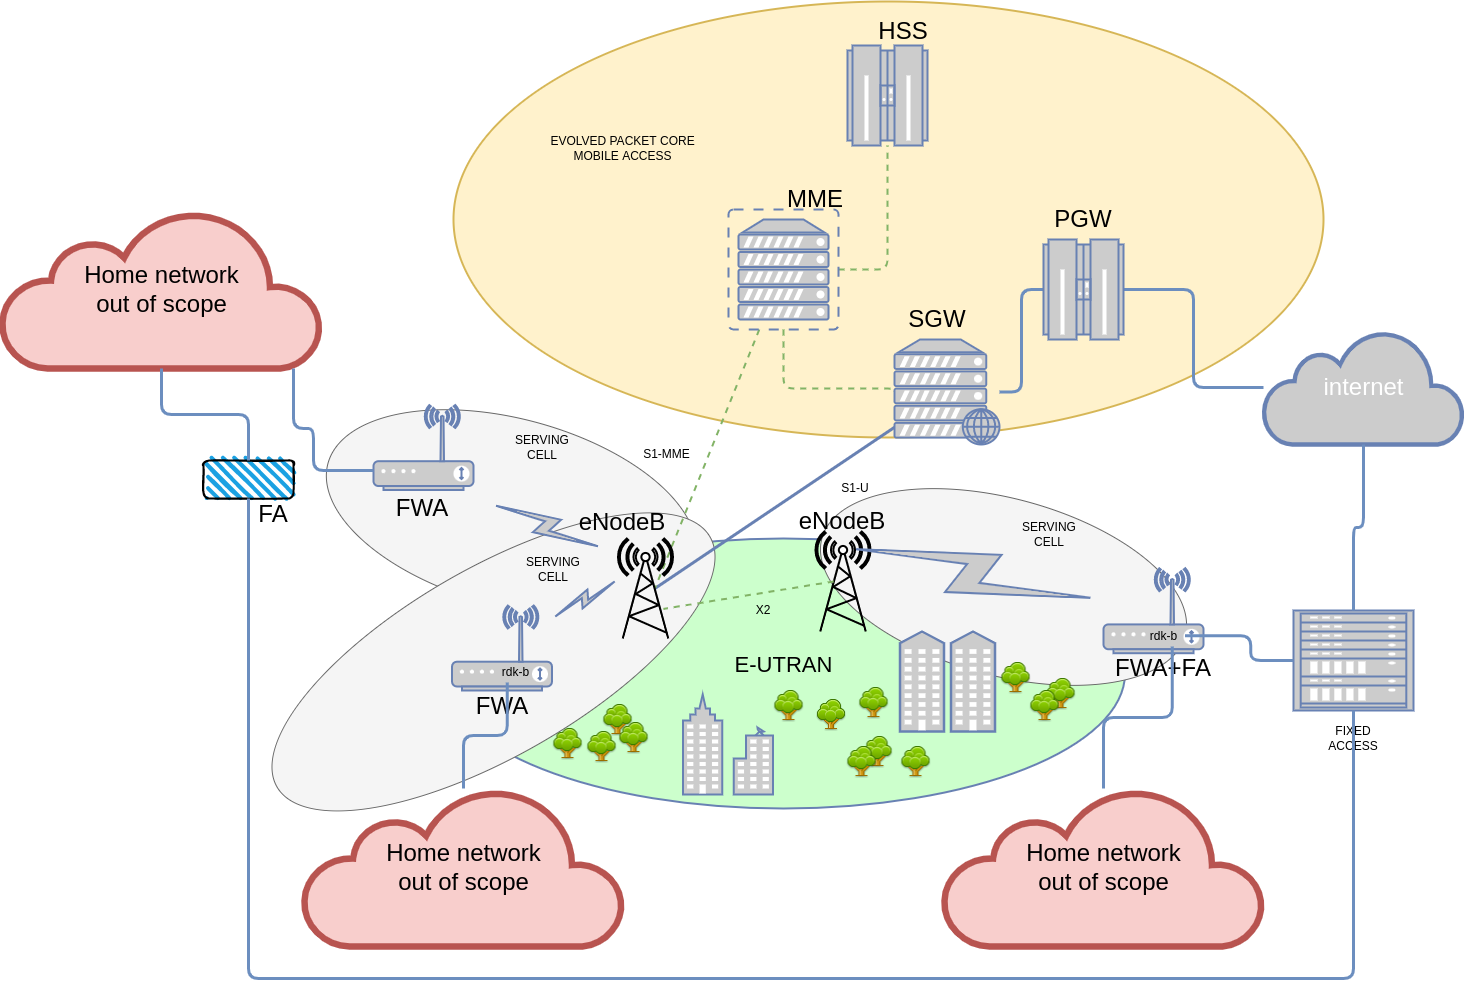 HSS
EVOLVED PACKET CORE
MOBILE ACCESS
MME
PGW
Home network
out of scope
SGW
internet
SERVING
CELL
S1-MME
S1-U
FWA
FA
eNodeB
eNodeB
SERVING
CELL
SERVING
CELL
X2
rdk-b
FWA+FA
E-UTRAN
rdk-b
FWA
FIXED
ACCESS
Home network
out of scope
Home network
out of scope